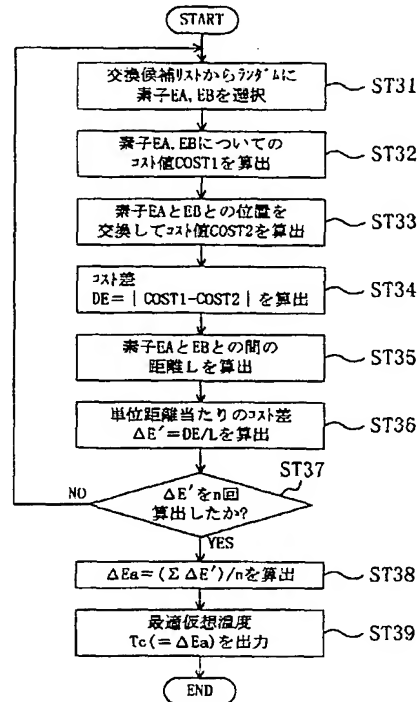 START
交換候補ﾘｽﾄからﾗﾝﾀﾞﾑに
素子EA, EBを選択
ST31
素子EA, EBについての
ｺｽﾄ値COST1を算出
ST32
素子EAとEBとの位置を
交換してｺｽﾄ値COST2を算出
ST33
ｺｽﾄ差
DE=|COST1-COST2|を算出
ST34
素子EAとEBとの間の
距離Lを算出
ST35
単位距離当たりのｺｽﾄ差
ΔE′=DE/Lを算出
ST36
ST37
NO
ΔE′をn回
算出したか?
YES
ΔEa=(ΣΔE′)/nを算出
ST38
最適仮想温度
Tc(=ΔEa)を出力
ST39
END